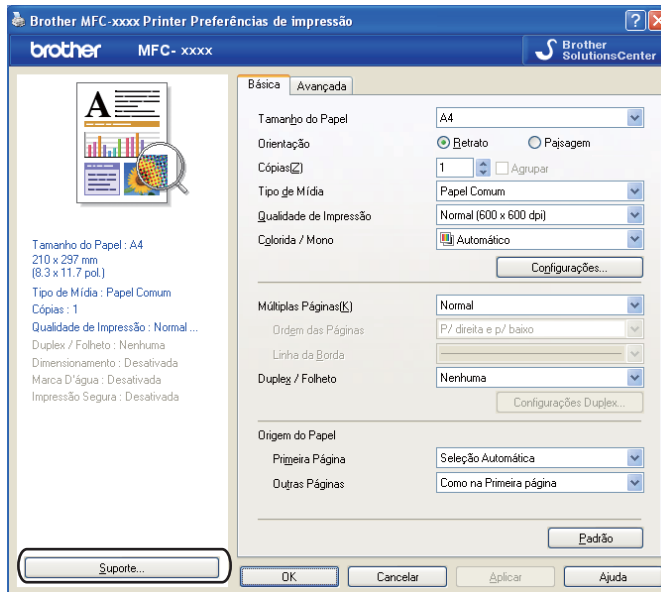 Brother MFC-xxxx Printer Preferências de impressão
brother MFC- xxxx
Brother
SolutionsCenter
A
Tamanho do Papel : A4
210 x 297 mm
(8.3 x 11.7 pol.)
Tipo de Mídia : Papel Comum
Cópias : 1
Qualidade de Impressão : Normal ...
Duplex / Folheto : Nenhuma
Dimensionamento : Desativada
Marca D'água : Desativada
Impressão Segura : Desativada
Suporte...
Básica Avançada
Tamanho do Papel A4
Orientação Retrato Paisagem
Cópias(Z) 1 Agrupar
Tipo de Mídia Papel Comum
Qualidade de Impressão Normal (600 x 600 dpi)
Colorida / Mono Automático
Configurações...
Múltiplas Páginas(K) Normal
Ordem das Páginas P/ direita e p/ baixo
Linha da Borda
Duplex / Folheto Nenhuma
Configurações Duplex...
Origem do Papel
Primeira Página Seleção Automática
Outras Páginas Como na Primeira página
Padrão
OK Cancelar Aplicar Ajuda